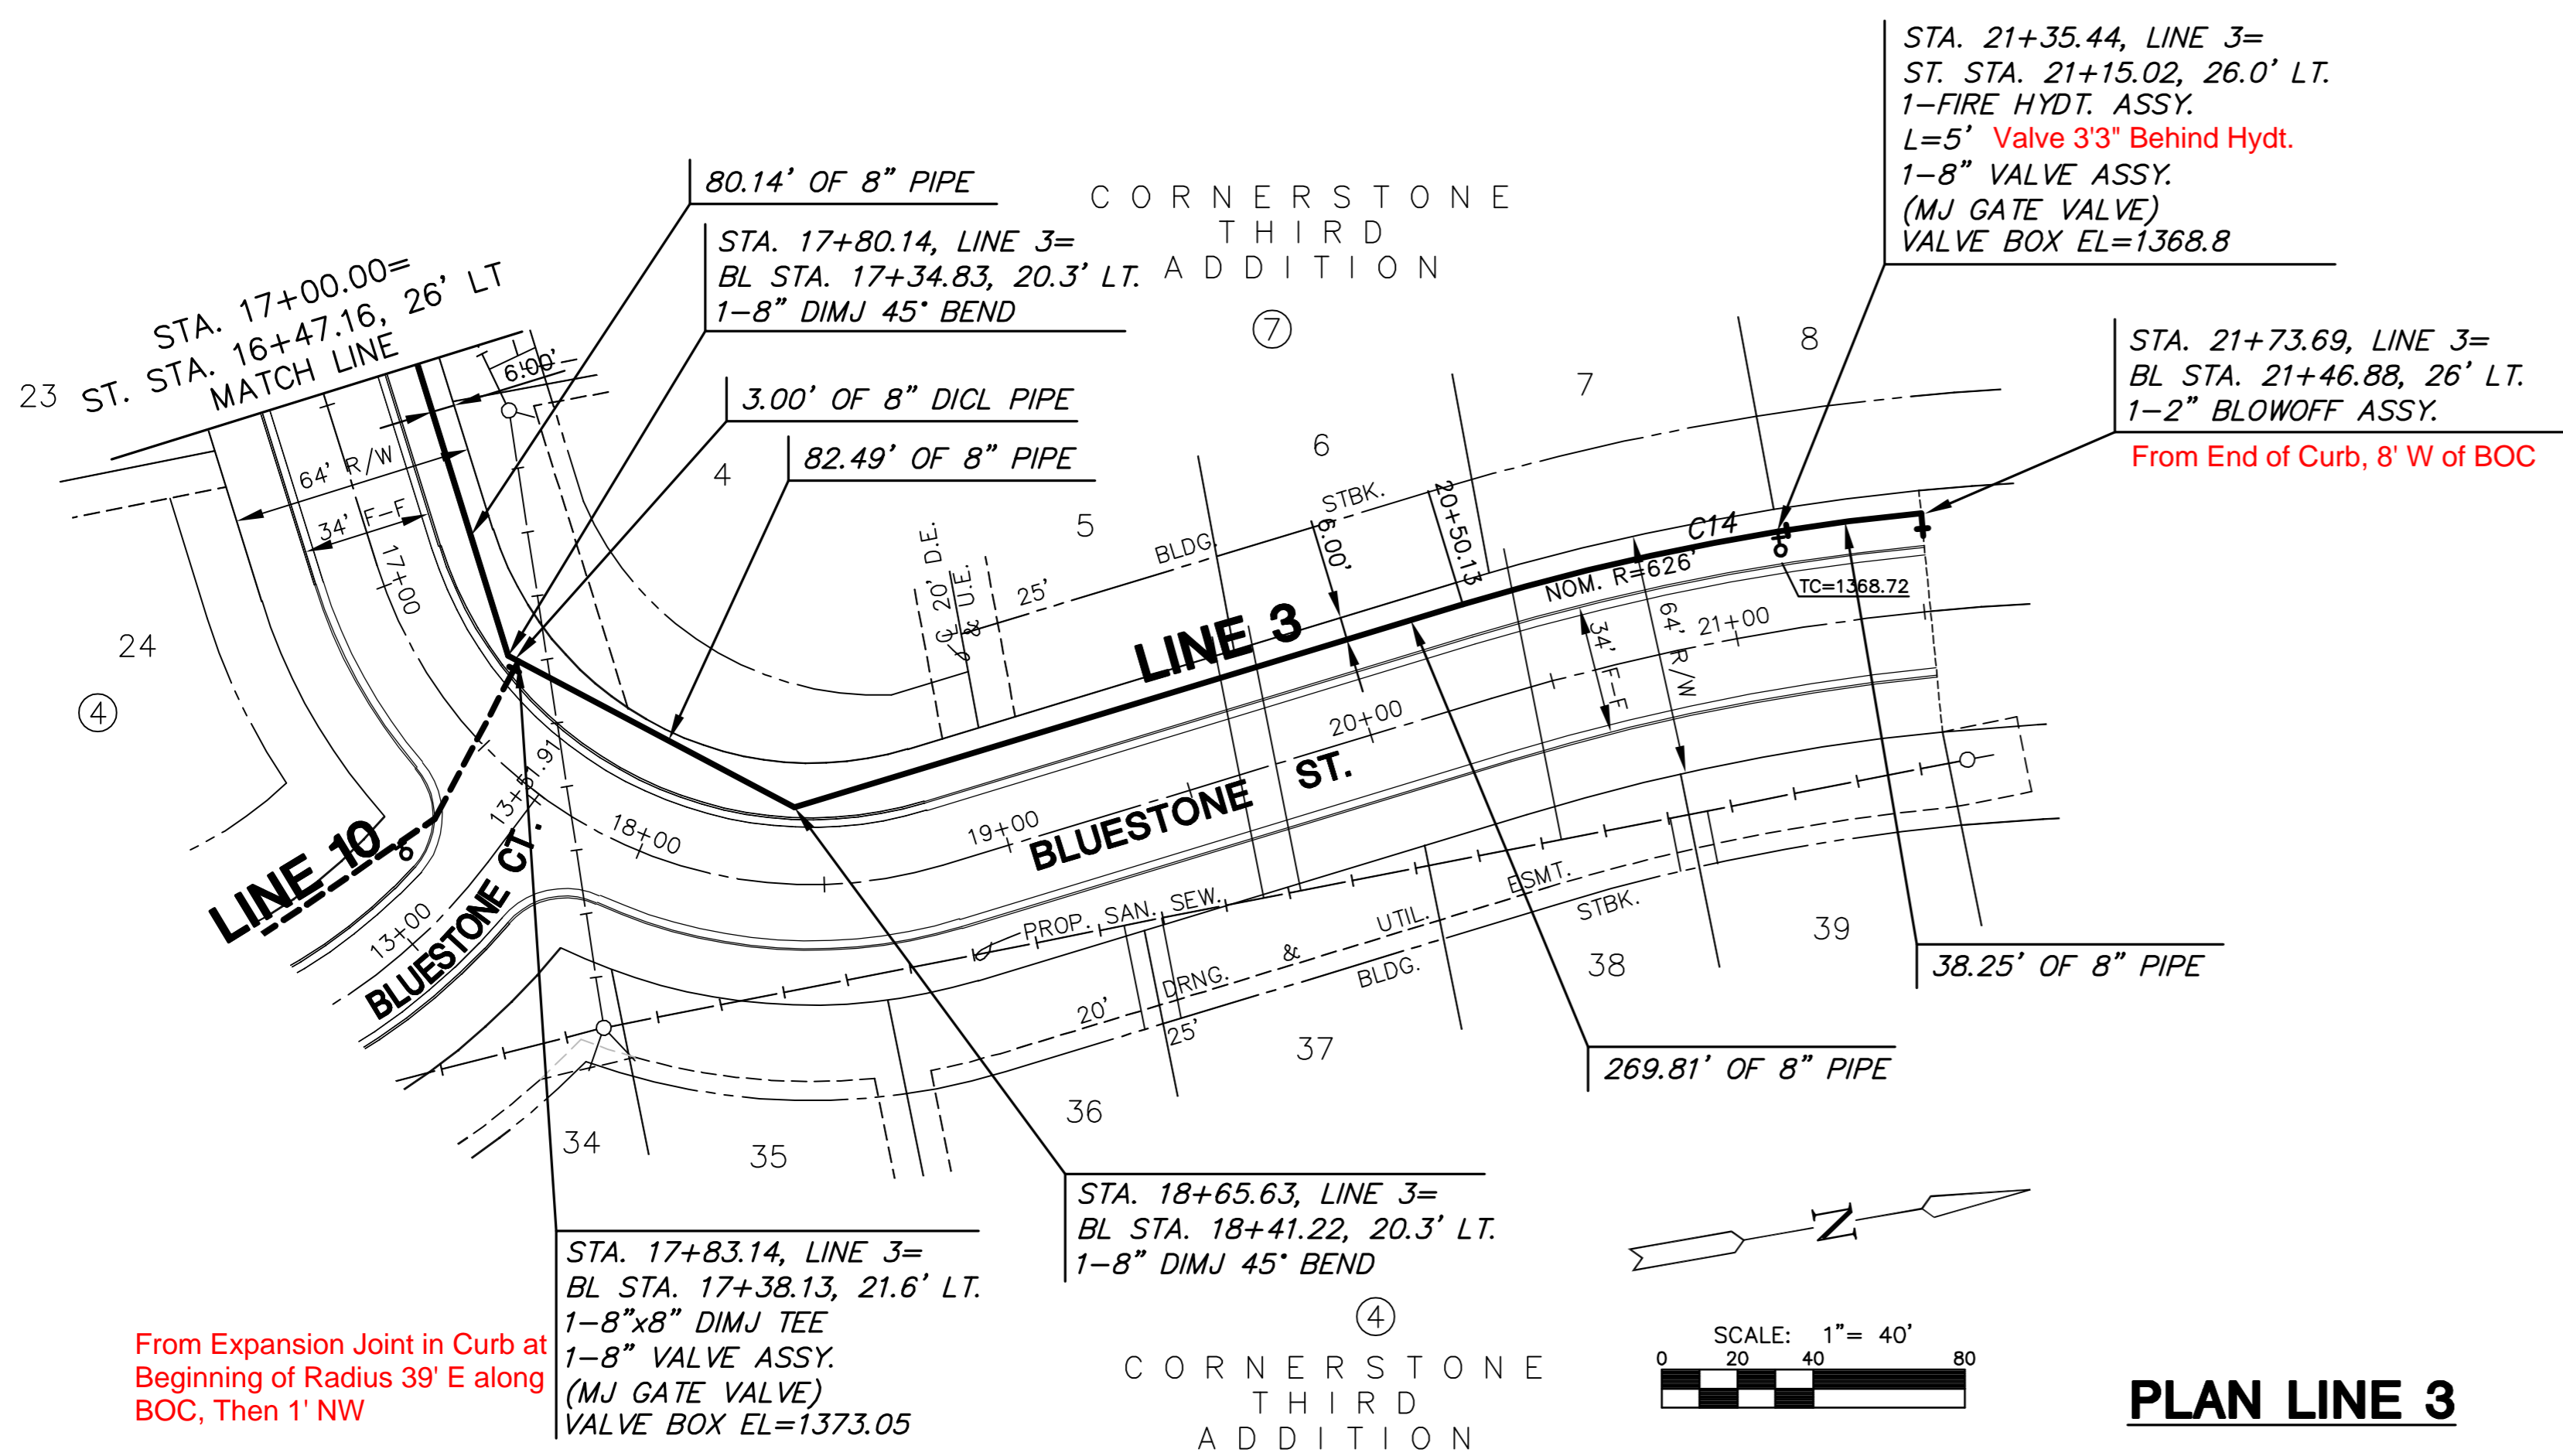 STA. 21+35.44, LINE 3=
ST. STA. 21+15.02, 26.0' LT.
1-FIRE HYDT. ASSY.
L=5' Valve 3'3" Behind Hydt.
1-8" VALVE ASSY.
(MJ GATE VALVE)
VALVE BOX EL=1368.8
80.14' OF 8" PIPE
STA. 17+80.14, LINE 3=
BL STA. 17+34.83, 20.3' LT.
1-8" DIMJ 45° BEND
CORNERSTONE
THIRD
ADDITION
7
STA. 17+00.00=
ST. STA. 16+47.16, 26' LT
MATCH LINE
6.00'
3.00' OF 8" DICL PIPE
82.49' OF 8" PIPE
STA. 21+73.69, LINE 3=
BL STA. 21+46.88, 26' LT.
1-2" BLOWOFF ASSY.
From End of Curb, 8' W of BOC
23
64' R/W
34' F-F
17+00
4
5
6
7
8
24
4
20' D.E.
& U.E.
25'
BLDG.
STBK.
6.00'
20+50.13
C14
NOM. R=626'
TC=1368.72
LINE 3
34' F-F
64' R/W
21+00
20+00
19+00
18+00
BLUESTONE ST.
LINE 10
13+51.91
13+00
BLUESTONE CT.
PROP. SAN. SEW.
20' DRNG. & UTIL. ESMT.
25' BLDG. STBK.
34
35
36
37
38
39
38.25' OF 8" PIPE
269.81' OF 8" PIPE
STA. 18+65.63, LINE 3=
BL STA. 18+41.22, 20.3' LT.
1-8" DIMJ 45° BEND
STA. 17+83.14, LINE 3=
BL STA. 17+38.13, 21.6' LT.
1-8"x8" DIMJ TEE
1-8" VALVE ASSY.
(MJ GATE VALVE)
VALVE BOX EL=1373.05
From Expansion Joint in Curb at
Beginning of Radius 39' E along
BOC, Then 1' NW
4
CORNERSTONE
THIRD
ADDITION
N
SCALE: 1"= 40'
0 20 40 80
PLAN LINE 3